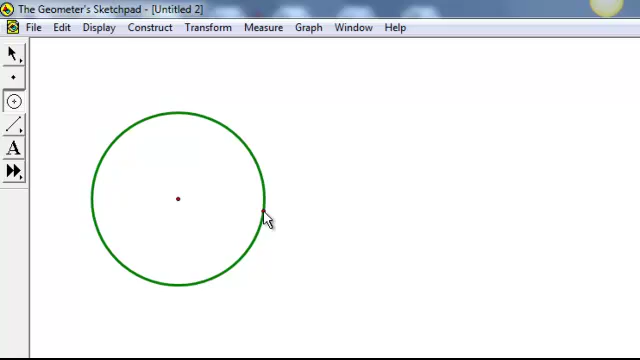 The Geometer's Sketchpad - [Untitled 2]
File Edit Display Construct Transform Measure Graph Window Help
A